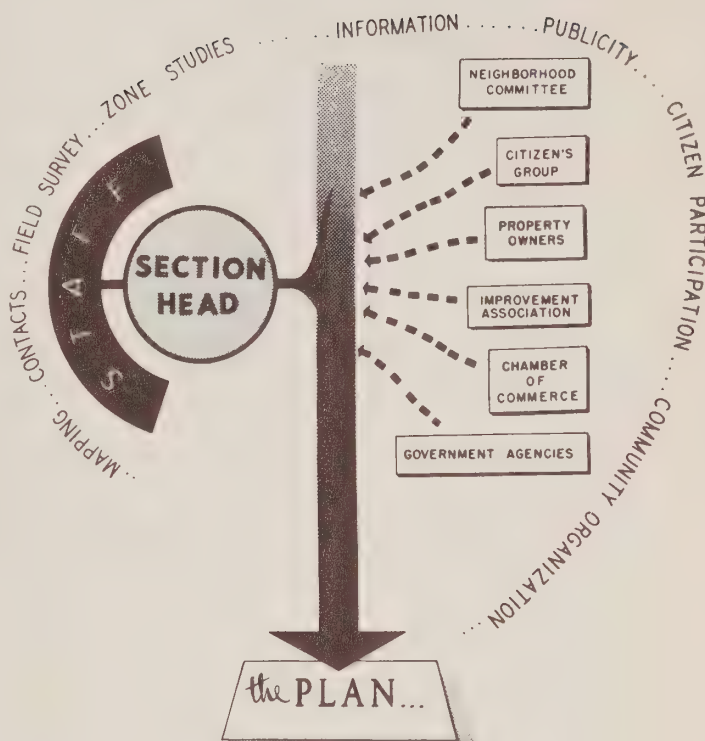 ...MAPPING...CONTACTS...FIELD SURVEY...ZONE STUDIES.....INFORMATION......PUBLICITY.....CITIZEN PARTICIPATION....COMMUNITY ORGANIZATION....
STAFF
SECTION
HEAD
NEIGHBORHOOD
COMMITTEE
CITIZEN'S
GROUP
PROPERTY
OWNERS
IMPROVEMENT
ASSOCIATION
CHAMBER
OF
COMMERCE
GOVERNMENT AGENCIES
the PLAN...